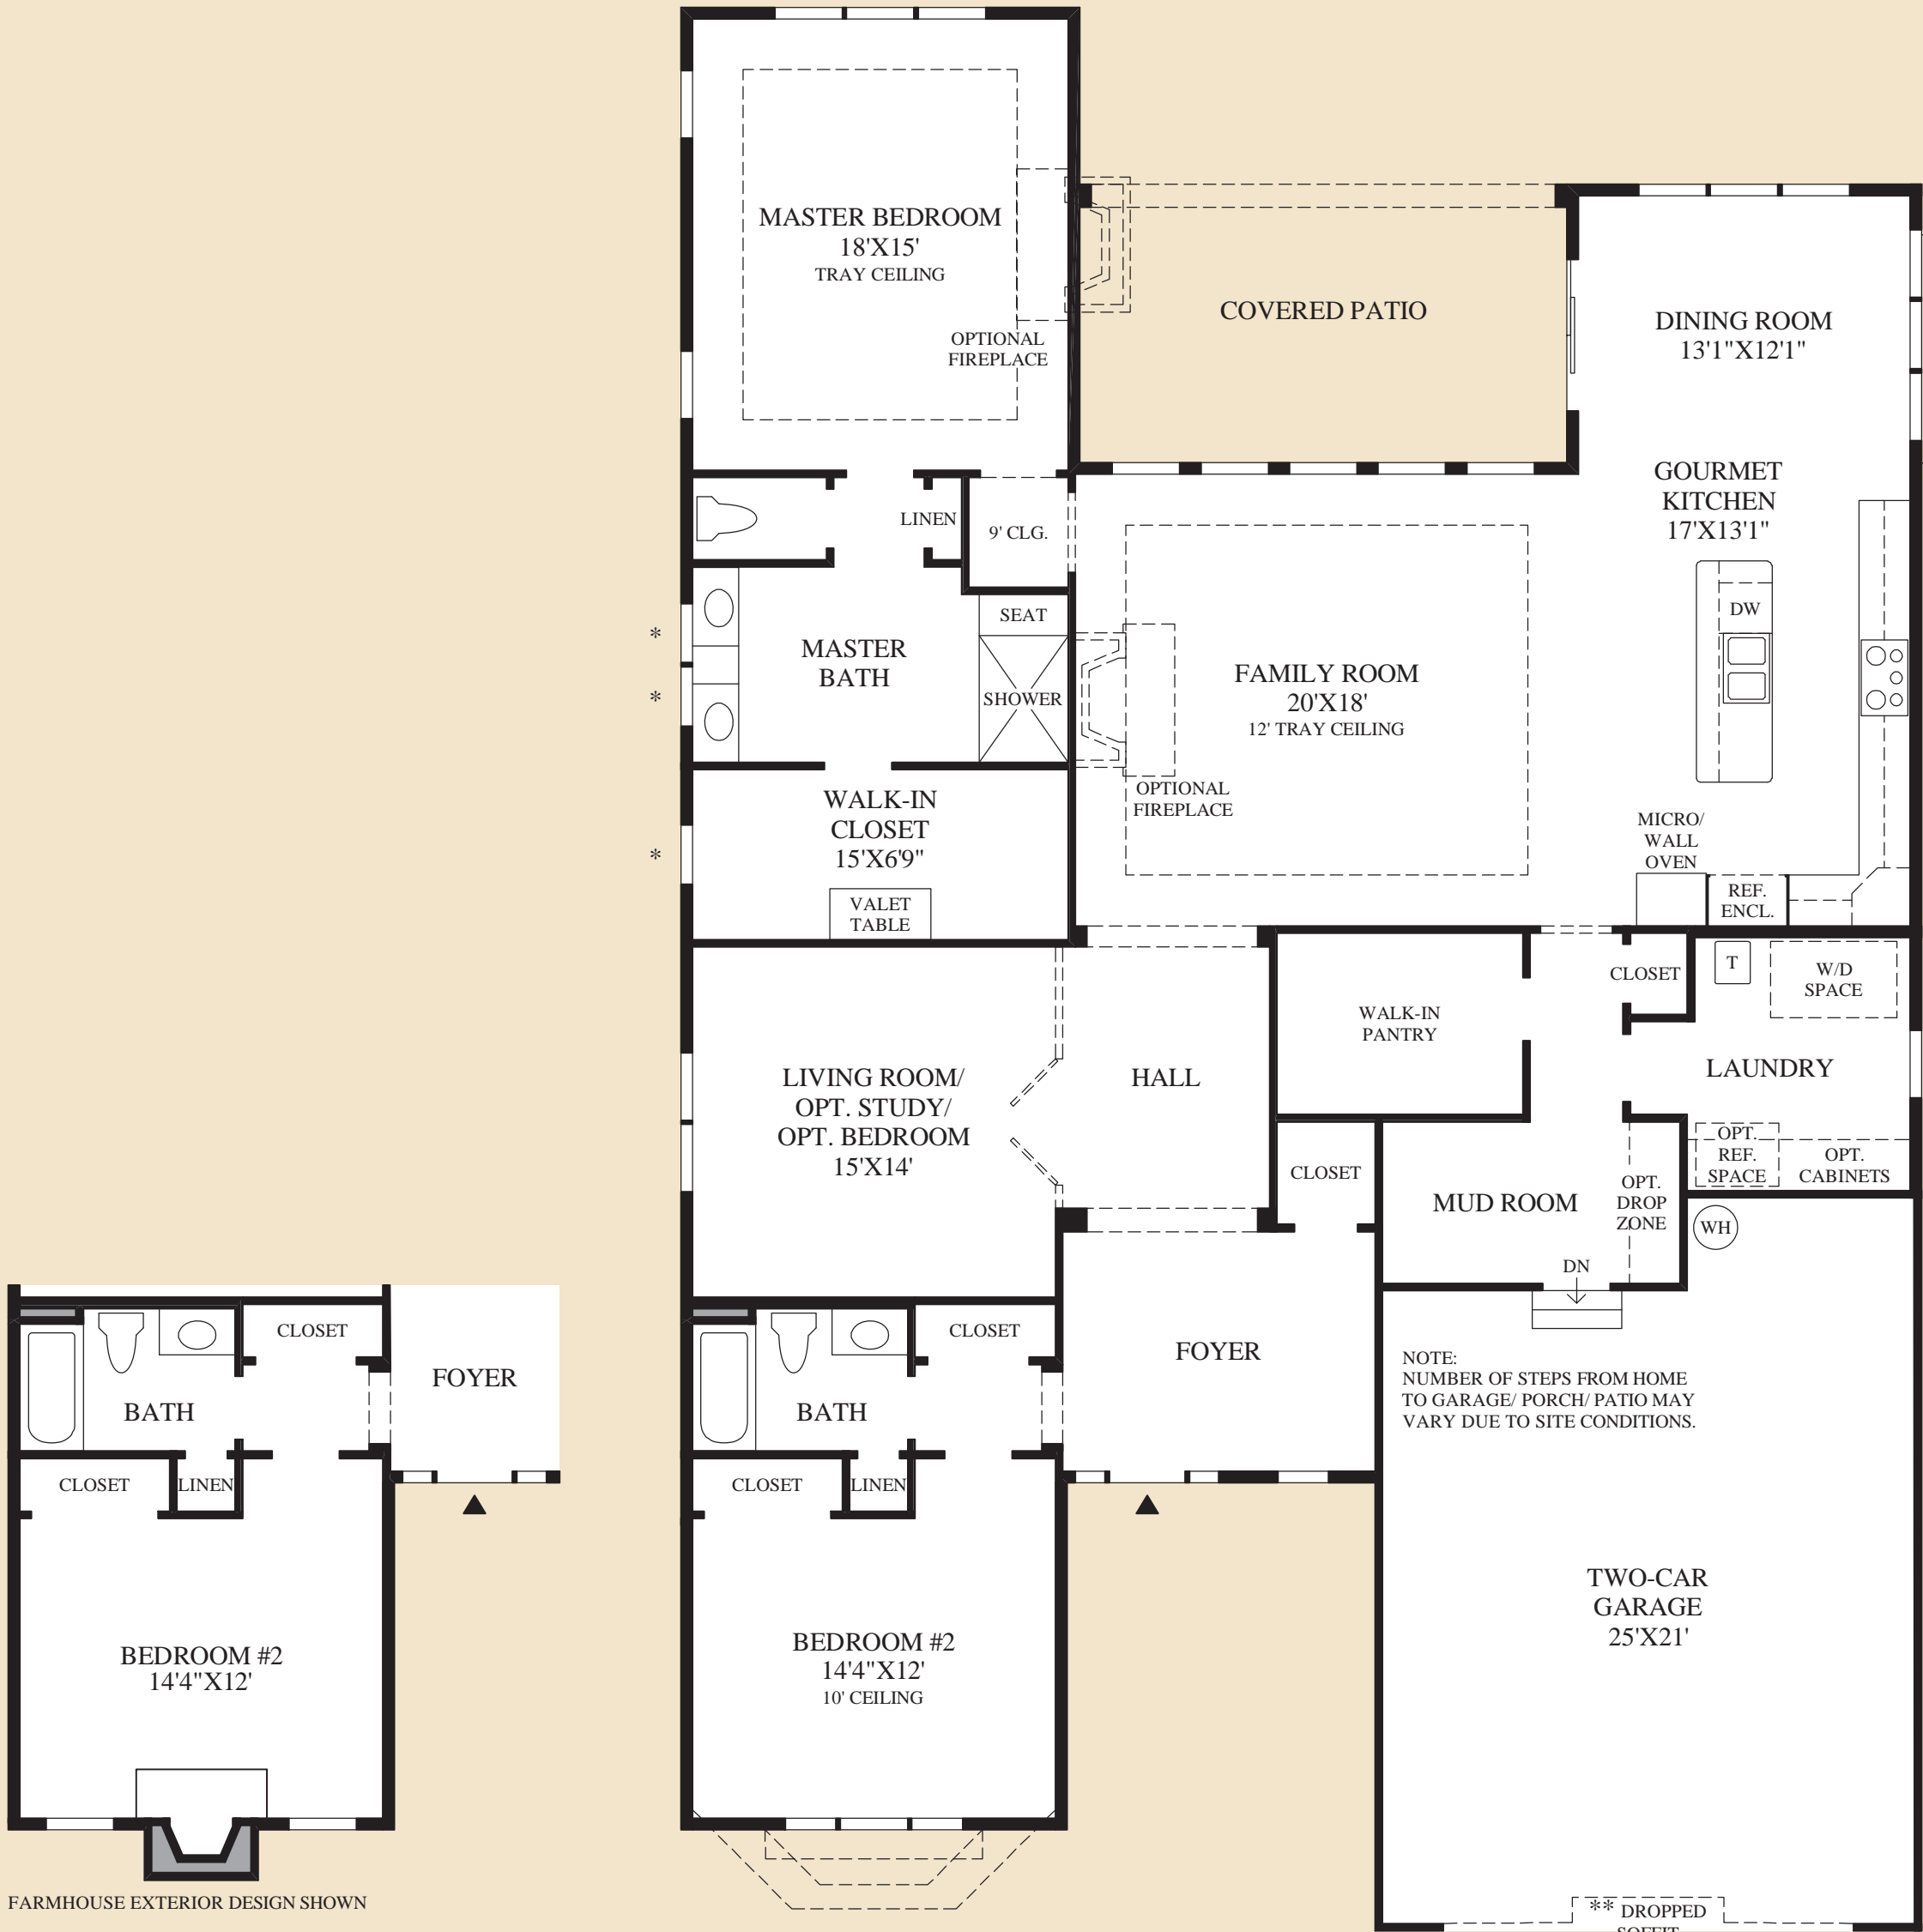 MASTER BEDROOM
18'X15'
TRAY CEILING
OPTIONAL
FIREPLACE
COVERED PATIO
DINING ROOM
13'1"X12'1"
GOURMET
KITCHEN
17'X13'1"
LINEN
9' CLG.
SEAT
SHOWER
DW
*
*
MASTER
BATH
FAMILY ROOM
20'X18'
12' TRAY CEILING
OPTIONAL
FIREPLACE
MICRO/
WALL
OVEN
REF.
ENCL.
*
WALK-IN
CLOSET
15'X6'9"
VALET
TABLE
CLOSET
T
W/D
SPACE
WALK-IN
PANTRY
LAUNDRY
LIVING ROOM/
OPT. STUDY/
OPT. BEDROOM
15'X14'
HALL
CLOSET
OPT.
REF.
SPACE
OPT.
CABINETS
MUD ROOM
OPT.
DROP
ZONE
WH
DN
CLOSET
FOYER
BATH
CLOSET
LINEN
BEDROOM #2
14'4"X12'
FARMHOUSE EXTERIOR DESIGN SHOWN
CLOSET
FOYER
BATH
CLOSET
LINEN
BEDROOM #2
14'4"X12'
10' CEILING
NOTE:
NUMBER OF STEPS FROM HOME
TO GARAGE/ PORCH/ PATIO MAY
VARY DUE TO SITE CONDITIONS.
TWO-CAR
GARAGE
25'X21'
** DROPPED
SOFFIT